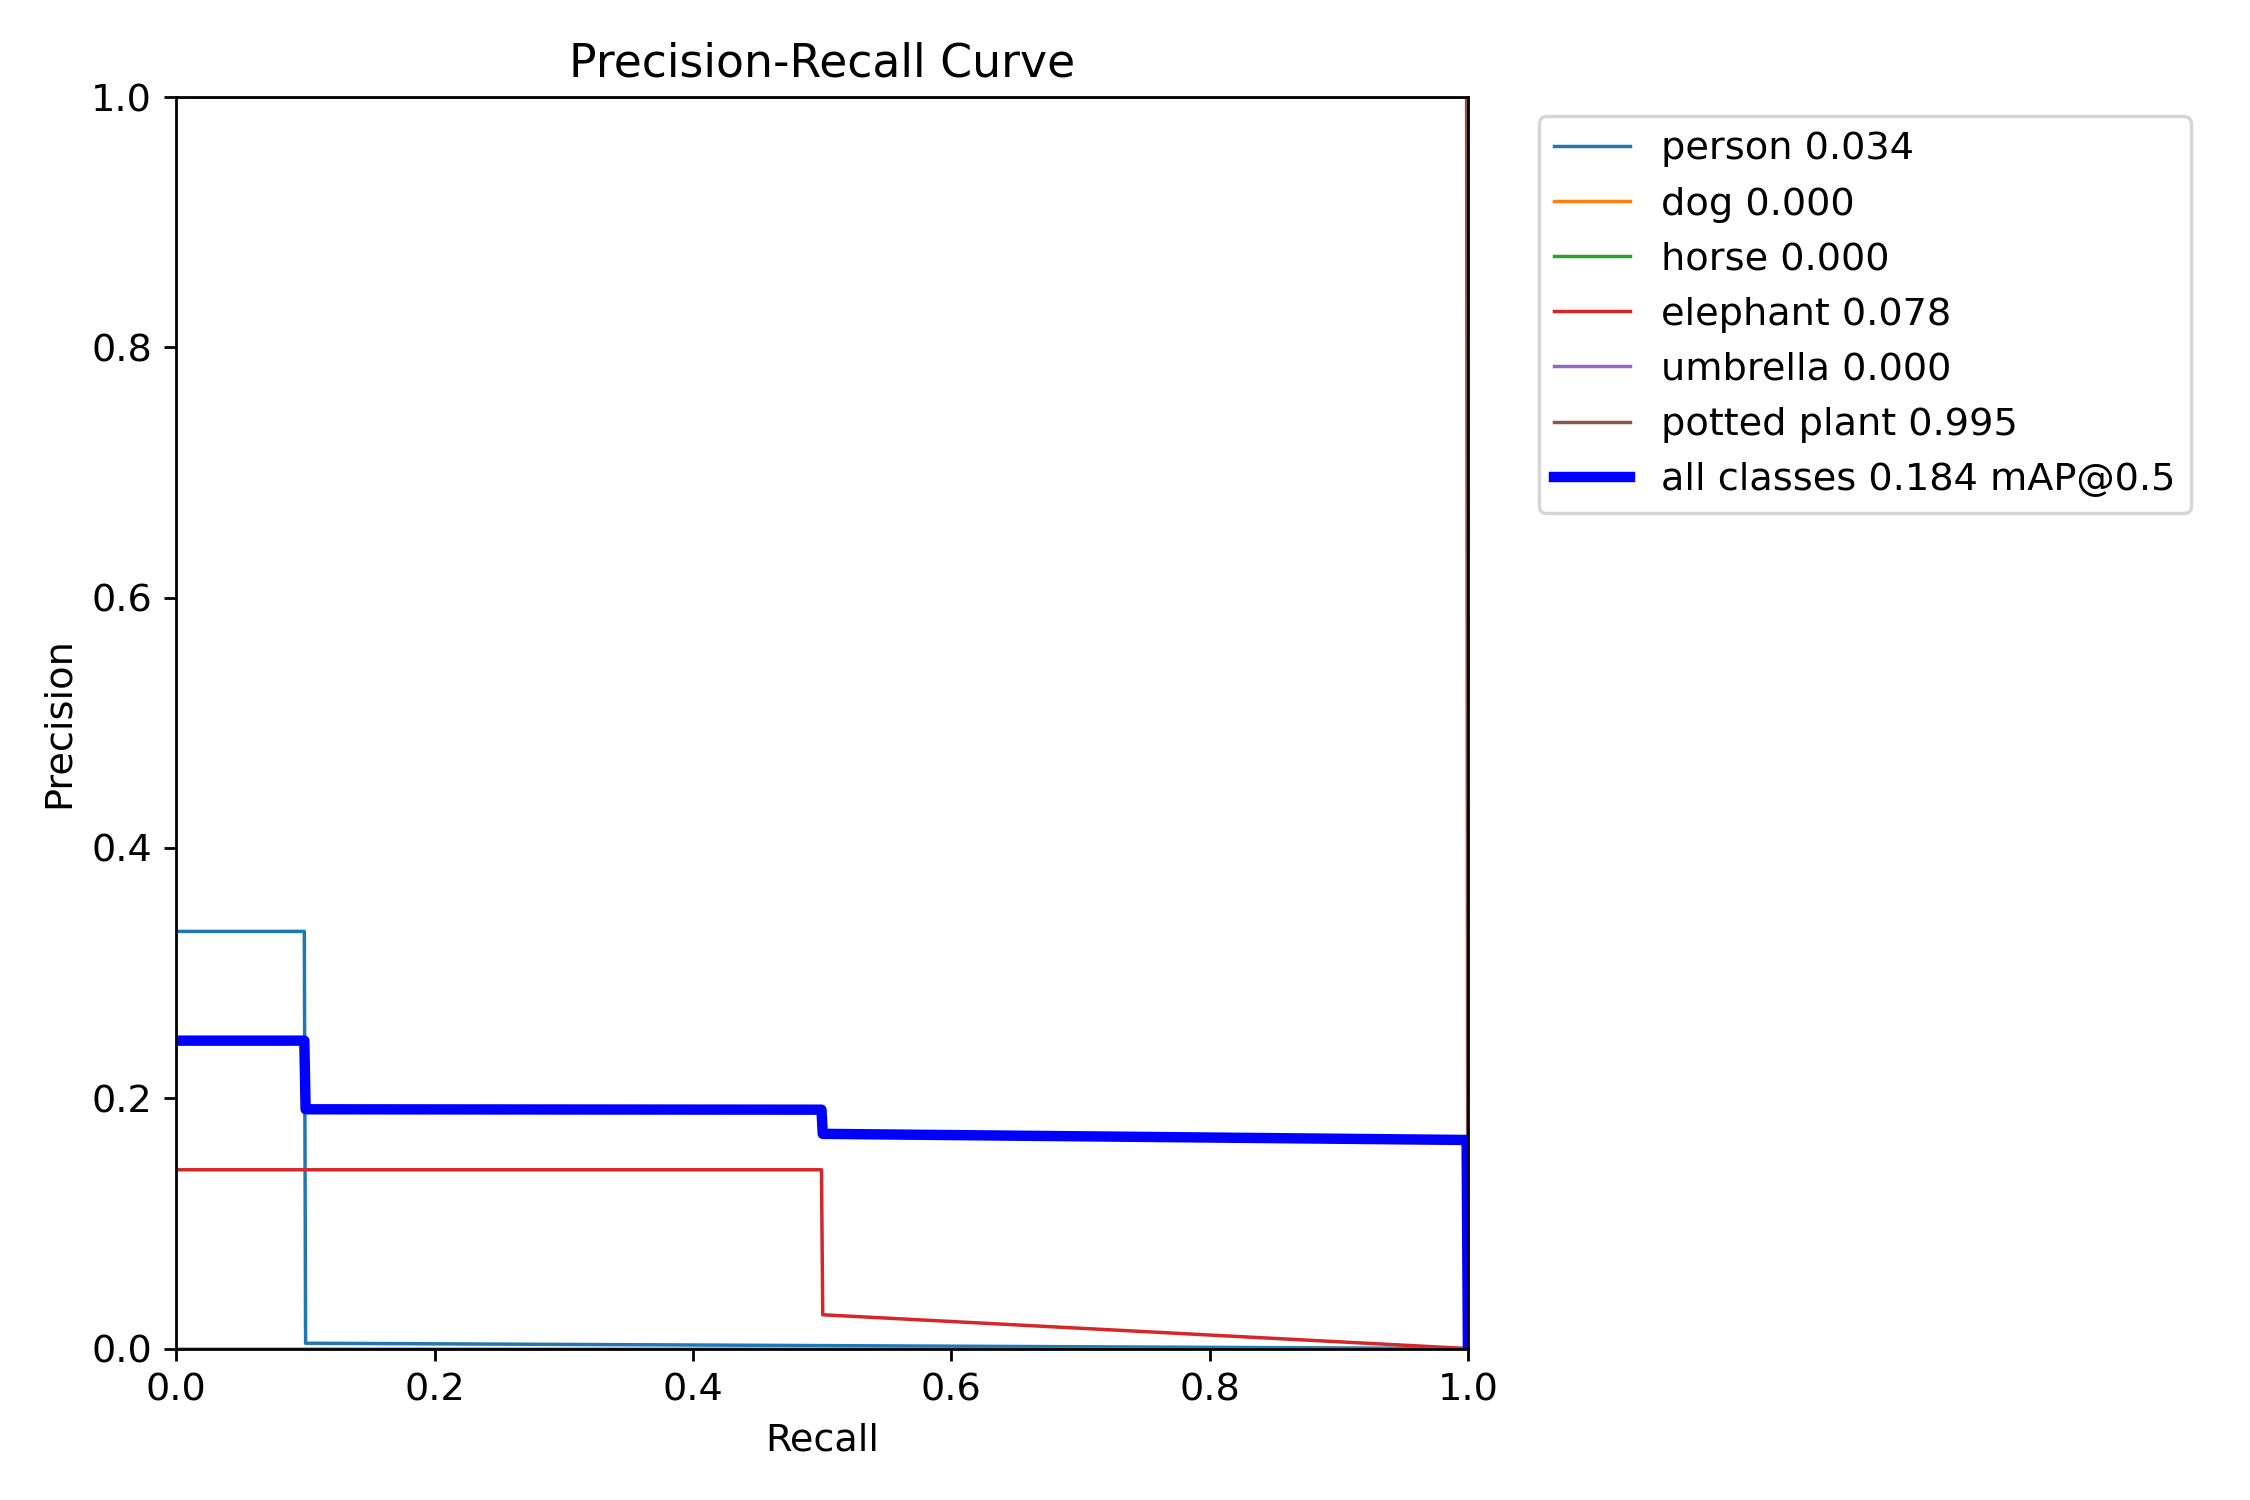 Precision-Recall Curve
1.0
0.8
0.6
0.4
0.2
0.0
Precision
0.0 0.2 0.4 0.6 0.8 1.0
Recall
person 0.034
dog 0.000
horse 0.000
elephant 0.078
umbrella 0.000
potted plant 0.995
all classes 0.184 mAP@0.5